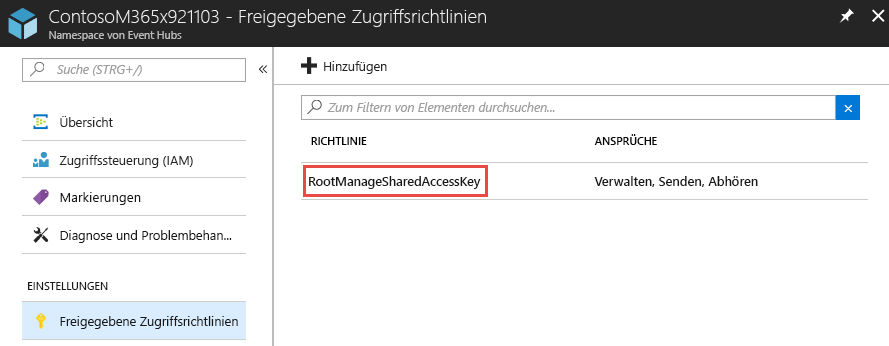 ContosoM365x921103 - Freigegebene Zugriffsrichtlinien
Namespace von Event Hubs
Suche (STRG+/)
Übersicht
Zugriffssteuerung (IAM)
Markierungen
Diagnose und Problembehan...
EINSTELLUNGEN
Freigegebene Zugriffsrichtlinien
Hinzufügen
Zum Filtern von Elementen durchsuchen...
RICHTLINIE ANSPRÜCHE
RootManageSharedAccessKey Verwalten, Senden, Abhören